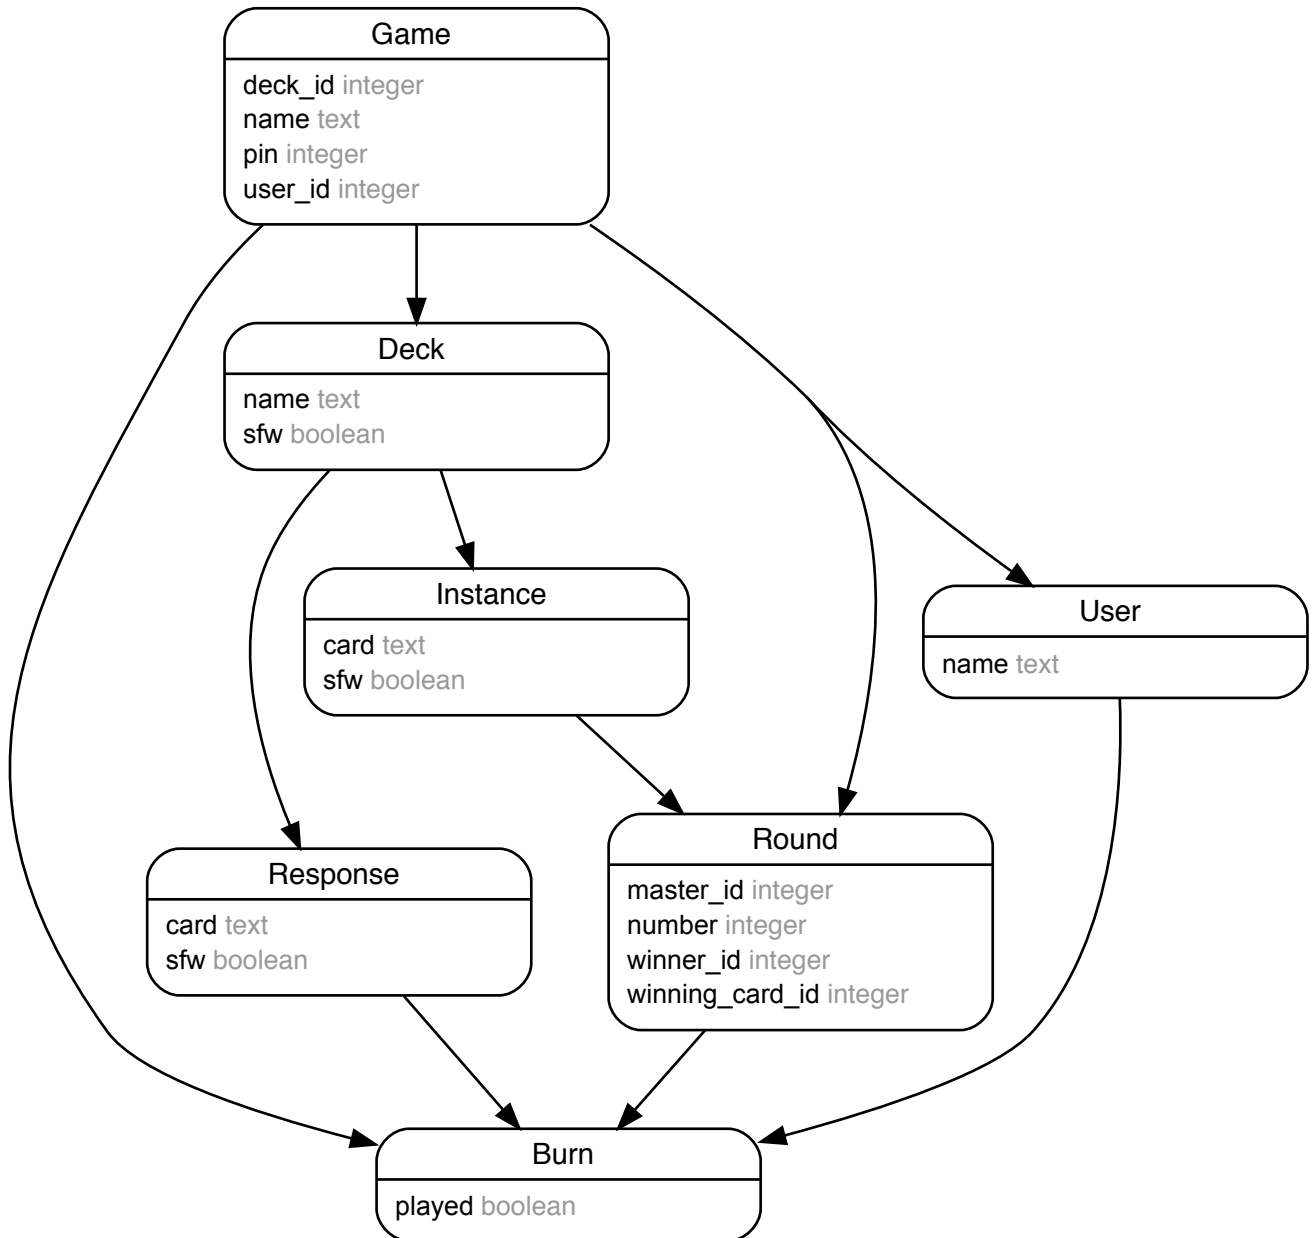 Game
deck_id integer
name text
pin integer
user_id integer
Deck
name text
sfw boolean
Instance
card text
sfw boolean
User
name text
Response
card text
sfw boolean
Round
master_id integer
number integer
winner_id integer
winning_card_id integer
Burn
played boolean